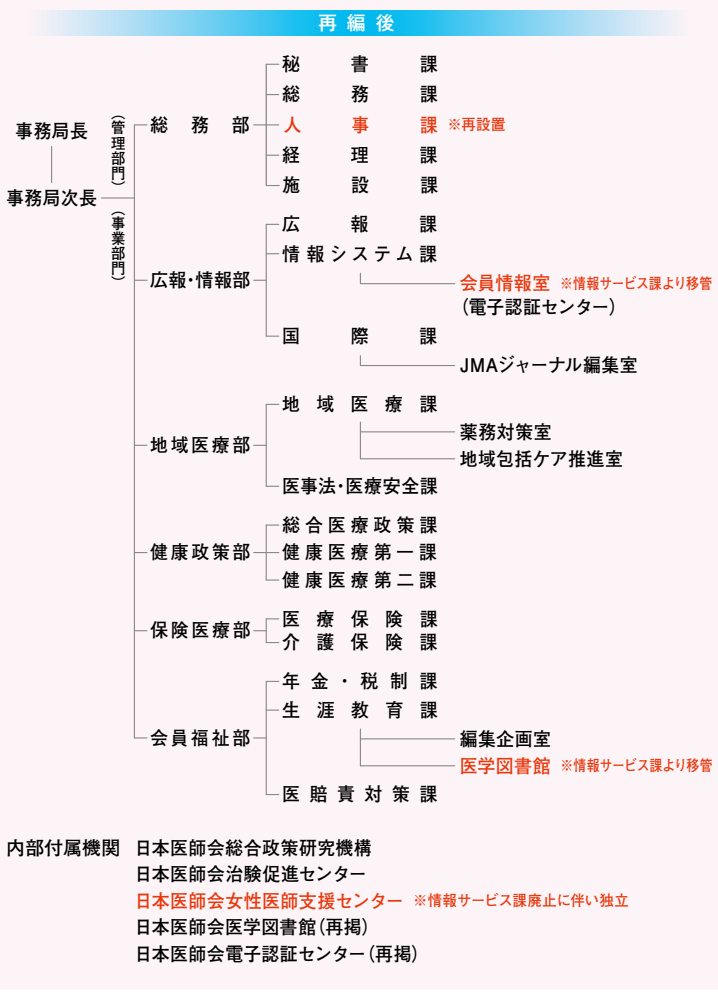 再編後
事務局長
事務局次長
（管理部門）
（事業部門）
総務部
秘書課
総務課
人事課 ※再設置
経理課
施設課
広報・情報部
広報課
情報システム課
会員情報室 ※情報サービス課より移管
（電子認証センター）
国際課
JMAジャーナル編集室
地域医療部
地域医療課
薬務対策室
地域包括ケア推進室
医事法・医療安全課
健康政策部
総合医療政策課
健康医療第一課
健康医療第二課
保険医療部
医療保険課
介護保険課
会員福祉部
年金・税制課
生涯教育課
編集企画室
医学図書館 ※情報サービス課より移管
医賠責対策課
内部付属機関 日本医師会総合政策研究機構
日本医師会治験促進センター
日本医師会女性医師支援センター ※情報サービス課廃止に伴い独立
日本医師会医学図書館（再掲）
日本医師会電子認証センター（再掲）